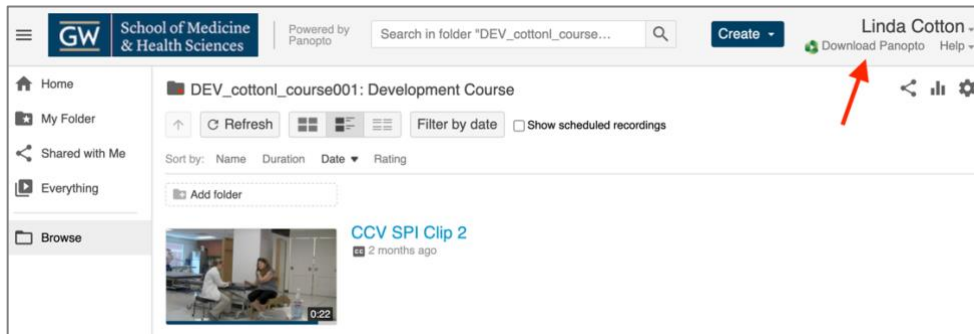 GW
School of Medicine
& Health Sciences
Powered by
Panopto
Search in folder "DEV_cottonl_course...
Create
Linda Cotton
Download Panopto Help
Home
My Folder
Shared with Me
Everything
Browse
DEV_cottonl_course001: Development Course
Refresh
Filter by date
Show scheduled recordings
Sort by: Name Duration Date Rating
Add folder
CCV SPI Clip 2
CC 2 months ago
0:22